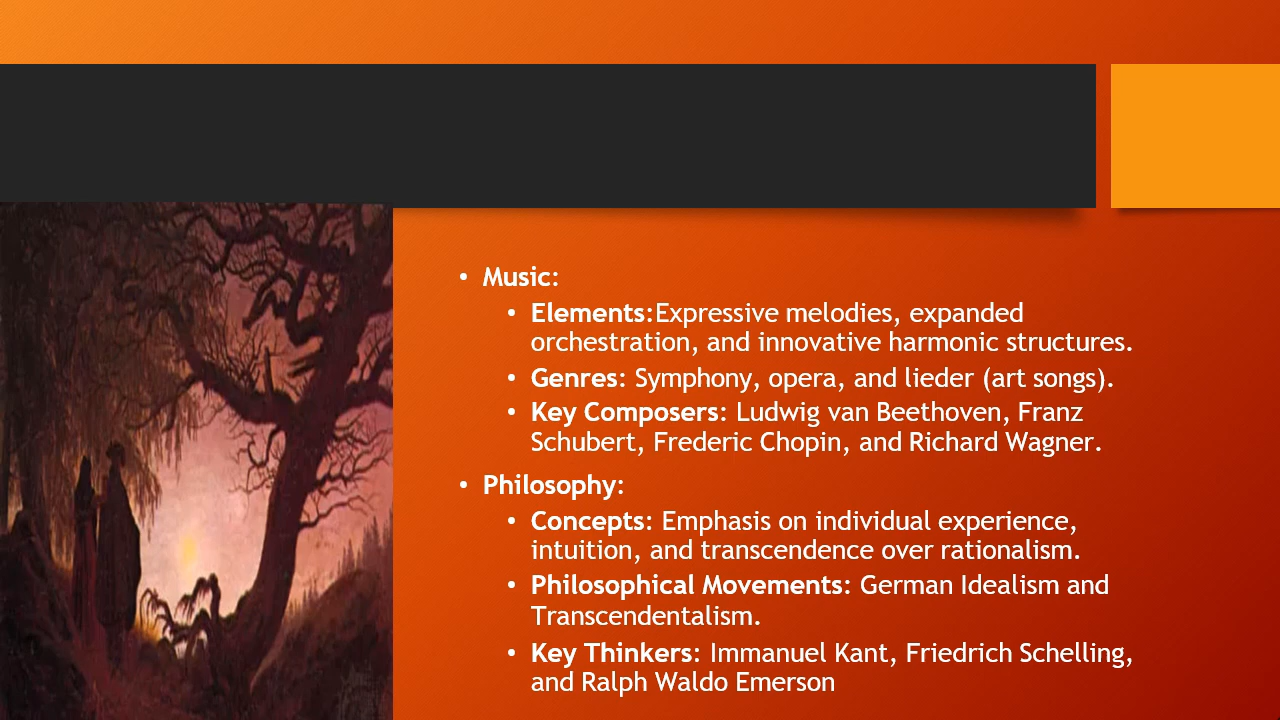 • Music:
• Elements:Expressive melodies, expanded
orchestration, and innovative harmonic structures.
• Genres: Symphony, opera, and lieder (art songs).
• Key Composers: Ludwig van Beethoven, Franz
Schubert, Frederic Chopin, and Richard Wagner.
• Philosophy:
• Concepts: Emphasis on individual experience,
intuition, and transcendence over rationalism.
• Philosophical Movements: German Idealism and
Transcendentalism.
• Key Thinkers: Immanuel Kant, Friedrich Schelling,
and Ralph Waldo Emerson